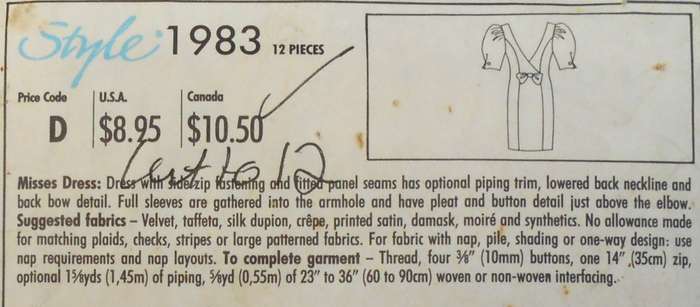 Style 1983 12 PIECES
Price Code U.S.A. Canada
D $8.95 $10.50
Cut to 12
Misses Dress: Dress with side zip fastening and fitted panel seams has optional piping trim, lowered back neckline and
back bow detail. Full sleeves are gathered into the armhole and have pleat and button detail just above the elbow.
Suggested fabrics – Velvet, taffeta, silk dupion, crêpe, printed satin, damask, moiré and synthetics. No allowance made
for matching plaids, checks, stripes or large patterned fabrics. For fabric with nap, pile, shading or one-way design: use
nap requirements and nap layouts. To complete garment – Thread, four ⅜" (10mm) buttons, one 14" (35cm) zip,
optional 1⅝yds (1,45m) of piping, ⅝yd (0,55m) of 23" to 36" (60 to 90cm) woven or non-woven interfacing.